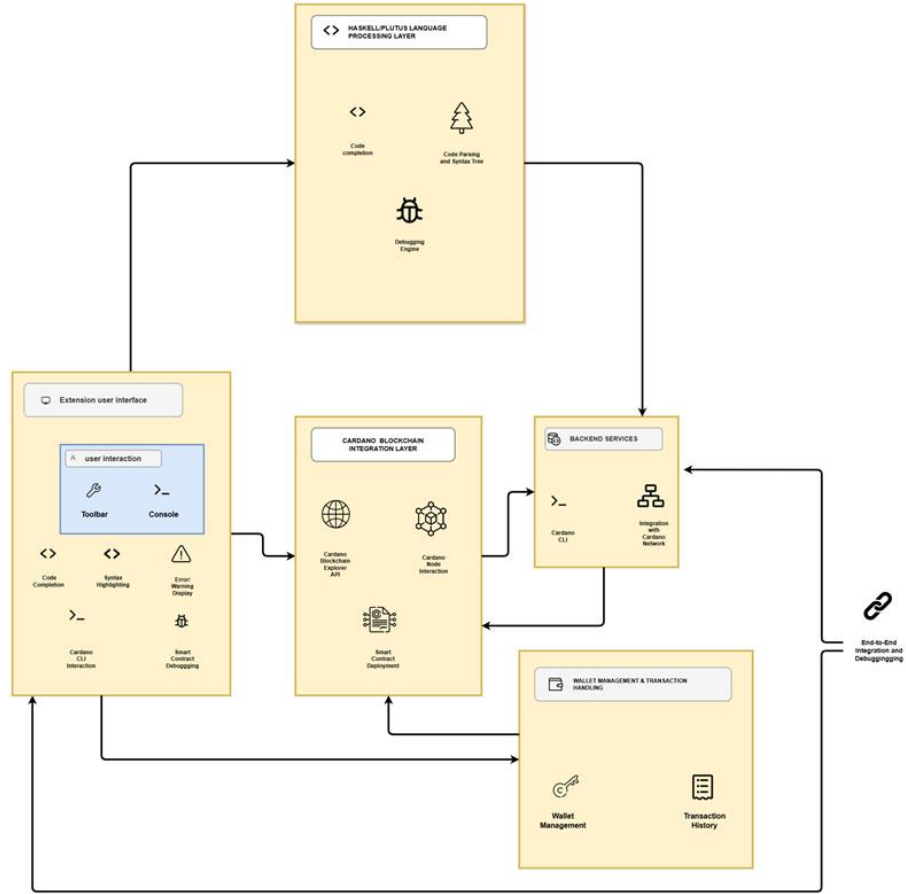 HASKELL/PLUTUS LANGUAGE
PROCESSING LAYER
Code
completion
Code Parsing
and Syntax Tree
Debugging
Engine
Extension user interface
user interaction
Toolbar
Console
Code
Completion
Syntax
Highlighting
Error/
Warning
Display
Cardano
CLI
Interaction
Smart
Contract
Debuggging
CARDANO BLOCKCHAIN
INTEGRATION LAYER
Cardano
Blockchain
Explorer
API
Cardano
Node
Interaction
Smart
Contract
Deployment
BACKEND SERVICES
Cardano
CLI
Integration
with
Cardano
Network
End-to-End
Integration and
Debuggingging
WALLET MANAGEMENT & TRANSACTION
HANDLING
Wallet
Management
Transaction
History